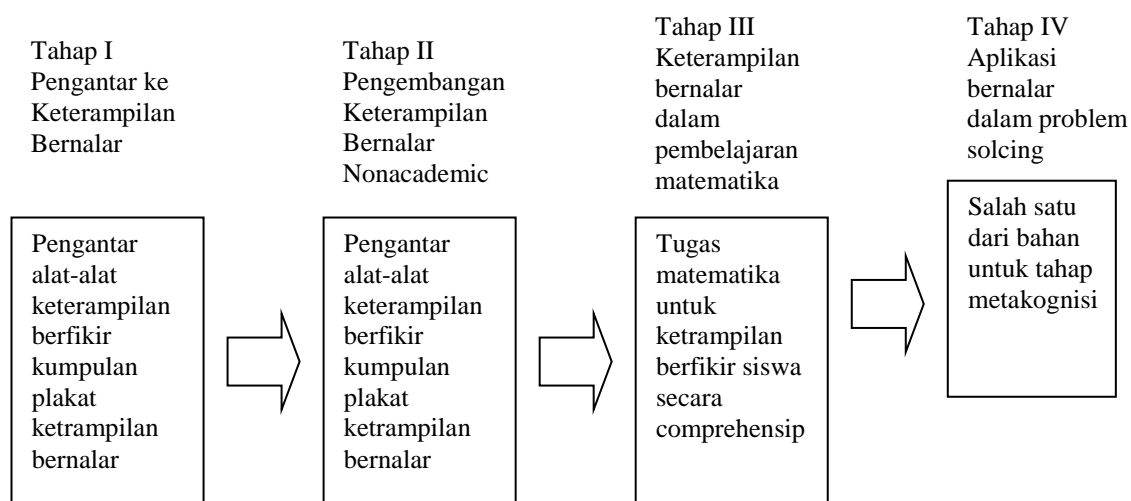 Tahap I
Pengantar ke
Keterampilan
Bernalar
Tahap II
Pengembangan
Keterampilan
Bernalar
Nonacademic
Tahap III
Keterampilan
bernalar
dalam
pembelajaran
matematika
Tahap IV
Aplikasi
bernalar
dalam problem
solcing
Pengantar
alat-alat
keterampilan
berfikir
kumpulan
plakat
ketrampilan
bernalar
Pengantar
alat-alat
keterampilan
berfikir
kumpulan
plakat
ketrampilan
bernalar
Tugas
matematika
untuk
ketrampilan
berfikir siswa
secara
comprehensip
Salah satu
dari bahan
untuk tahap
metakognisi